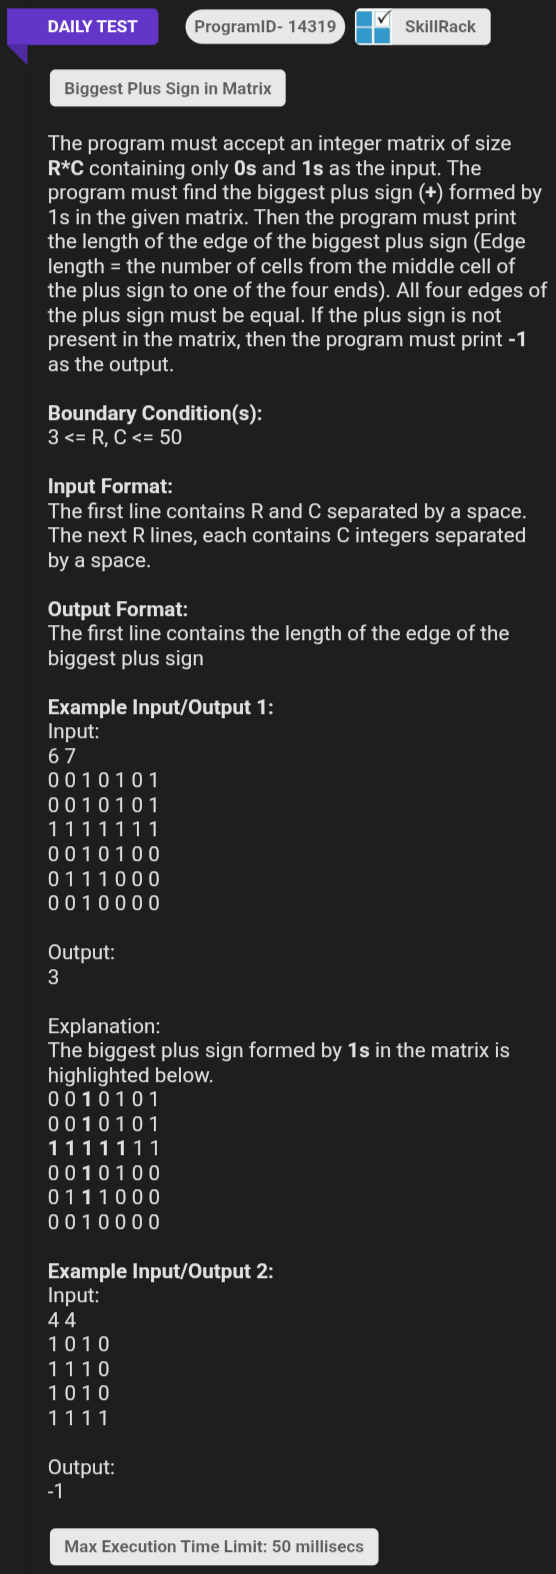 DAILY TEST
ProgramID- 14319
SkillRack
Biggest Plus Sign in Matrix
The program must accept an integer matrix of size
R*C containing only 0s and 1s as the input. The
program must find the biggest plus sign (+) formed by
1s in the given matrix. Then the program must print
the length of the edge of the biggest plus sign (Edge
length = the number of cells from the middle cell of
the plus sign to one of the four ends). All four edges of
the plus sign must be equal. If the plus sign is not
present in the matrix, then the program must print -1
as the output.
Boundary Condition(s):
3 <= R, C <= 50
Input Format:
The first line contains R and C separated by a space.
The next R lines, each contains C integers separated
by a space.
Output Format:
The first line contains the length of the edge of the
biggest plus sign
Example Input/Output 1:
Input:
6 7
0 0 1 0 1 0 1
0 0 1 0 1 0 1
1 1 1 1 1 1 1
0 0 1 0 1 0 0
0 1 1 1 0 0 0
0 0 1 0 0 0 0
Output:
3
Explanation:
The biggest plus sign formed by 1s in the matrix is
highlighted below.
0 0 1 0 1 0 1
0 0 1 0 1 0 1
1 1 1 1 1 1 1
0 0 1 0 1 0 0
0 1 1 1 0 0 0
0 0 1 0 0 0 0
Example Input/Output 2:
Input:
4 4
1 0 1 0
1 1 1 0
1 0 1 0
1 1 1 1
Output:
-1
Max Execution Time Limit: 50 millisecs